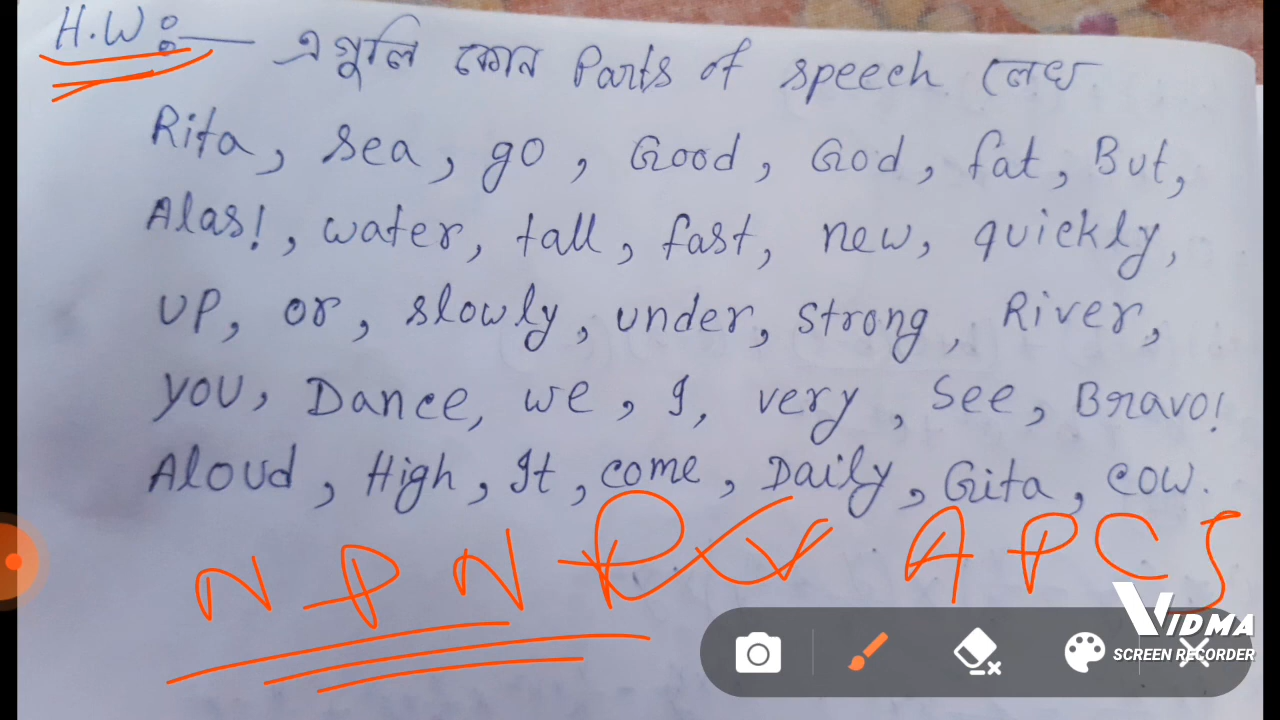 H.W :— এগুলি কোন Parts of speech লেখ
Rita, sea, go, Good, God, fat, But,
Alas!, water, tall, fast, new, quickly,
UP, or, slowly, under, strong, River,
you, Dance, we, I, very, See, Bravo!
Aloud, High, It, come, Daily, Gita, cow.
N P N A P C J
VIDMA
SCREEN RECORDER